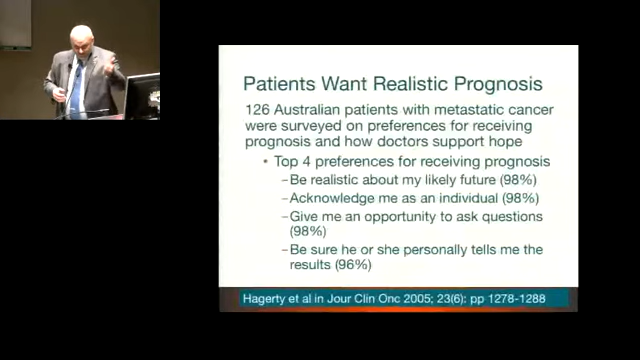 Patients Want Realistic Prognosis
126 Australian patients with metastatic cancer
were surveyed on preferences for receiving
prognosis and how doctors support hope
• Top 4 preferences for receiving prognosis
–Be realistic about my likely future (98%)
–Acknowledge me as an individual (98%)
–Give me an opportunity to ask questions
(98%)
–Be sure he or she personally tells me the
results (96%)
Hagerty et al in Jour Clin Onc 2005; 23(6): pp 1278-1288